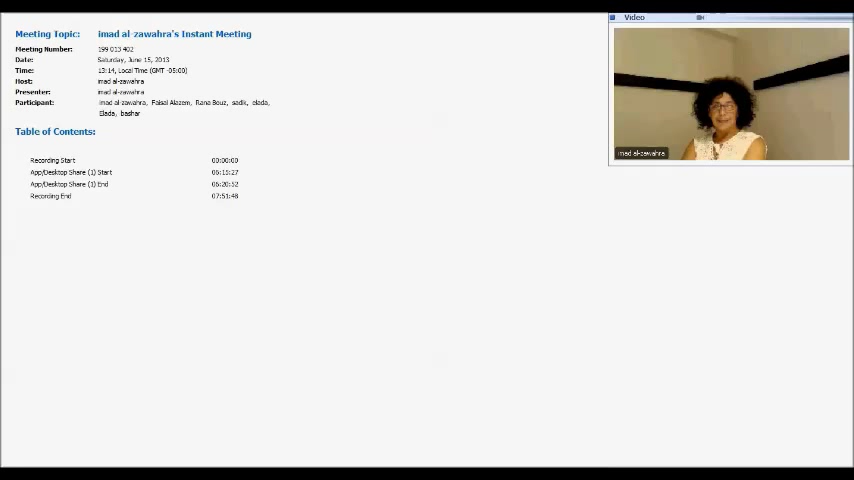 Meeting Topic: imad al-zawahra's Instant Meeting
Meeting Number: 199 013 402
Date: Saturday, June 15, 2013
Time: 13:14, Local Time (GMT -05:00)
Host: imad al-zawahra
Presenter: imad al-zawahra
Participant: imad al-zawahra, Faisal Alazem, Rana Bouz, sadik, elada,
Elada, bashar
Table of Contents:
Recording Start 00:00:00
App/Desktop Share (1) Start 06:15:27
App/Desktop Share (1) End 06:20:52
Recording End 07:51:48
Video
imad al-zawahra